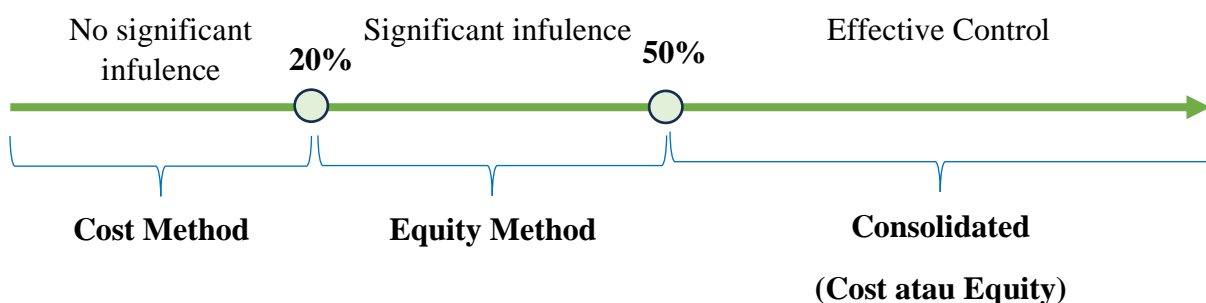 No significant
infulence
20%
Significant infulence
50%
Effective Control
Cost Method
Equity Method
Consolidated
(Cost atau Equity)